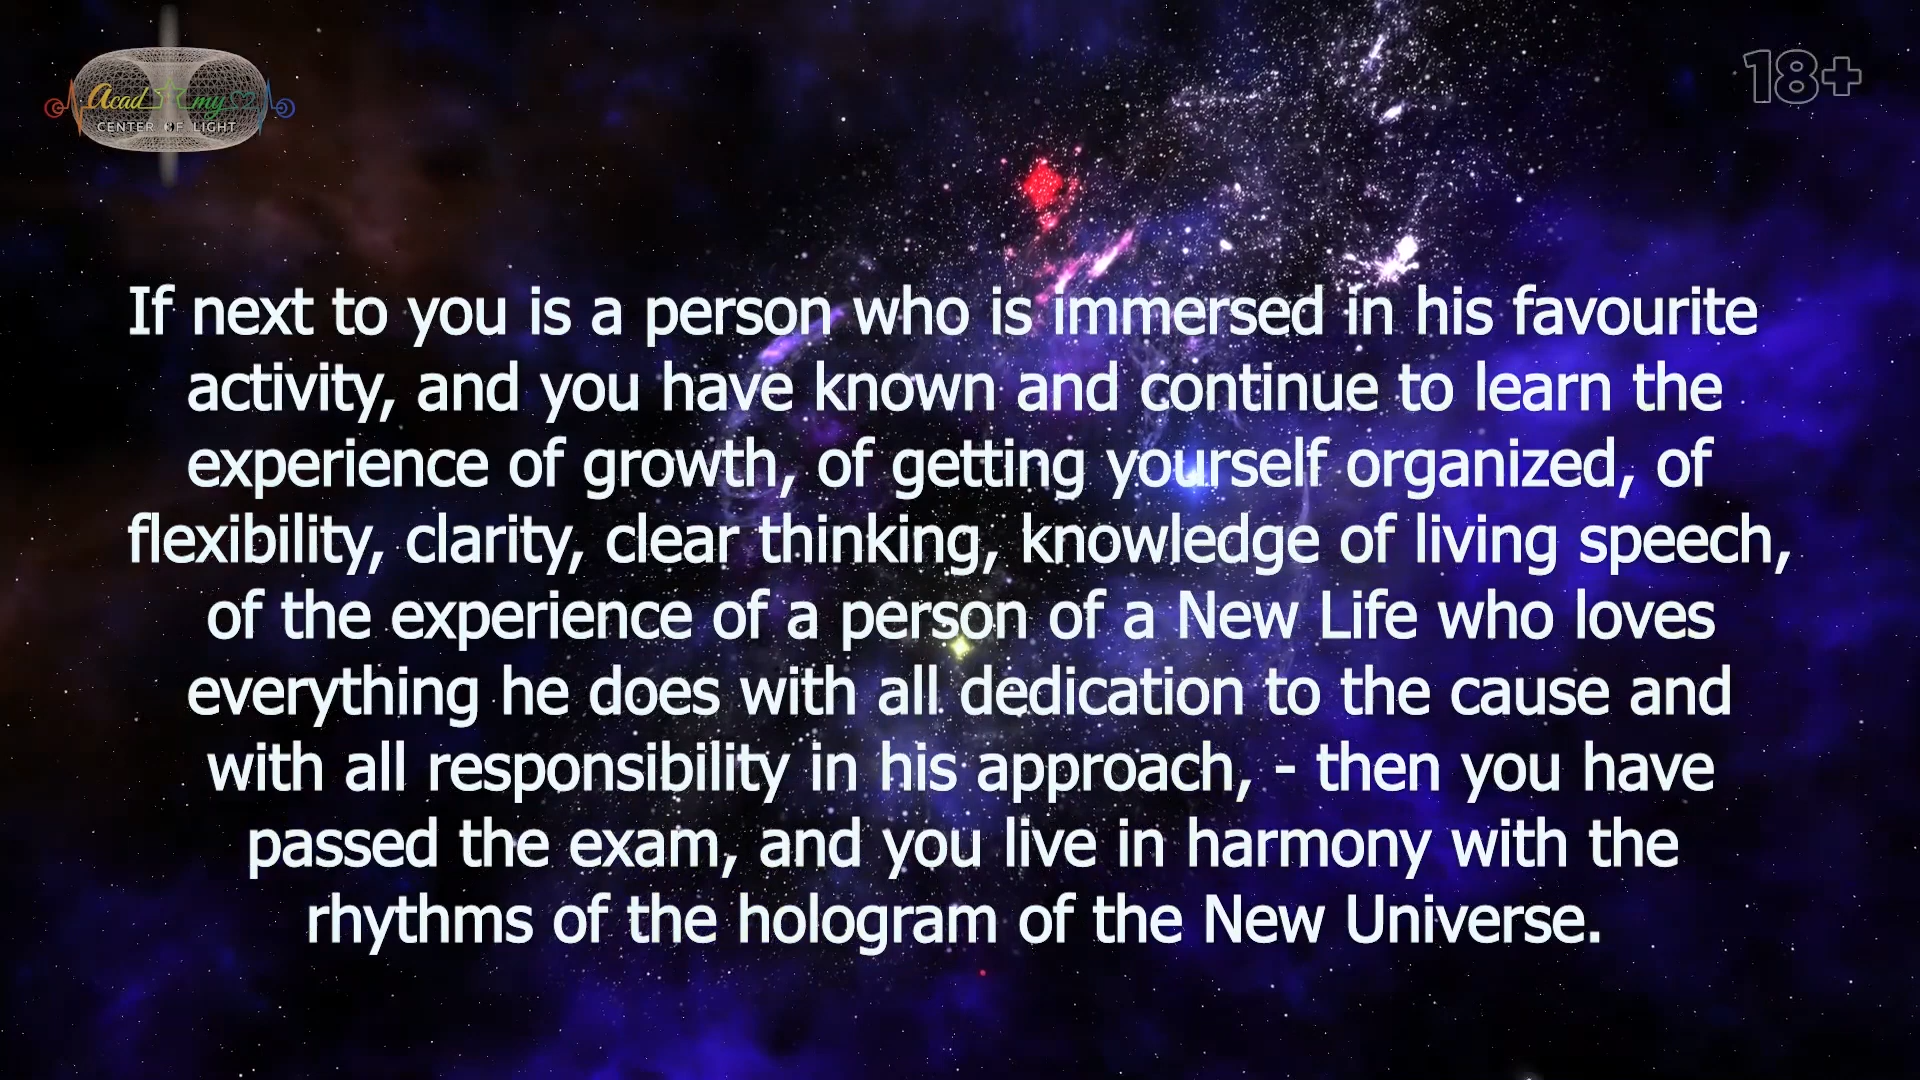 Acad☆my
CENTER OF LIGHT
18+
If next to you is a person who is immersed in his favourite
activity, and you have known and continue to learn the
experience of growth, of getting yourself organized, of
flexibility, clarity, clear thinking, knowledge of living speech,
of the experience of a person of a New Life who loves
everything he does with all dedication to the cause and
with all responsibility in his approach, - then you have
passed the exam, and you live in harmony with the
rhythms of the hologram of the New Universe.